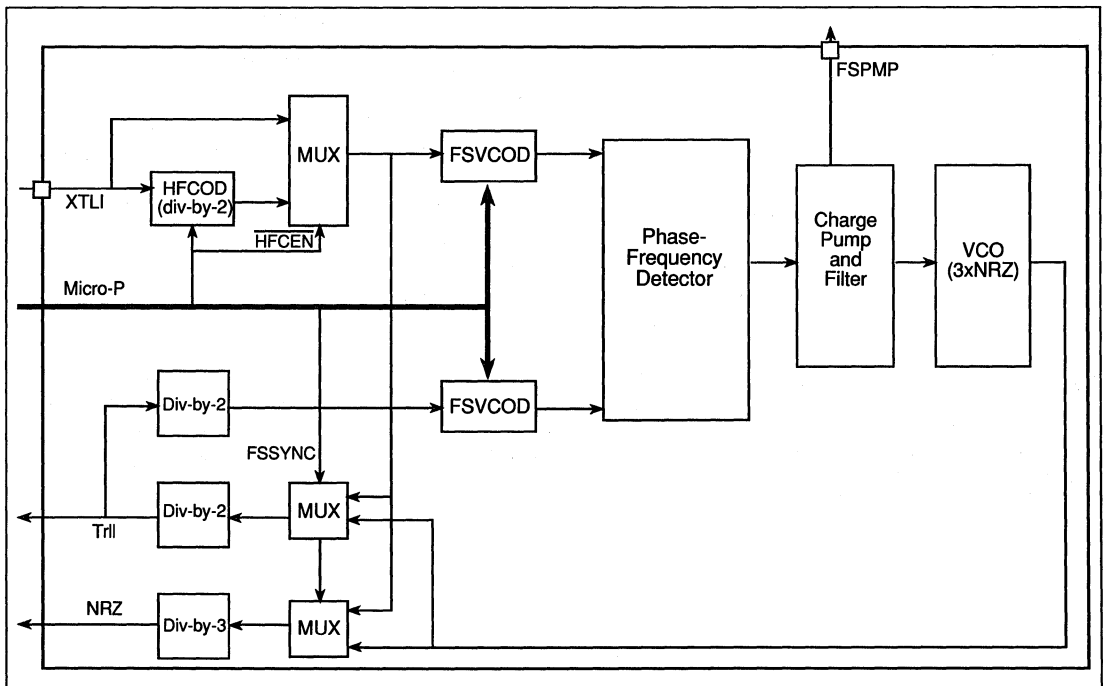 FSPMP
MUX
FSVCOD
XTLI
HFCOD
(div-by-2)
HFCEN
Phase-
Frequency
Detector
Charge
Pump
and
Filter
VCO
(3xNRZ)
Micro-P
Div-by-2
FSVCOD
FSSYNC
Div-by-2
MUX
TrII
NRZ
Div-by-3
MUX